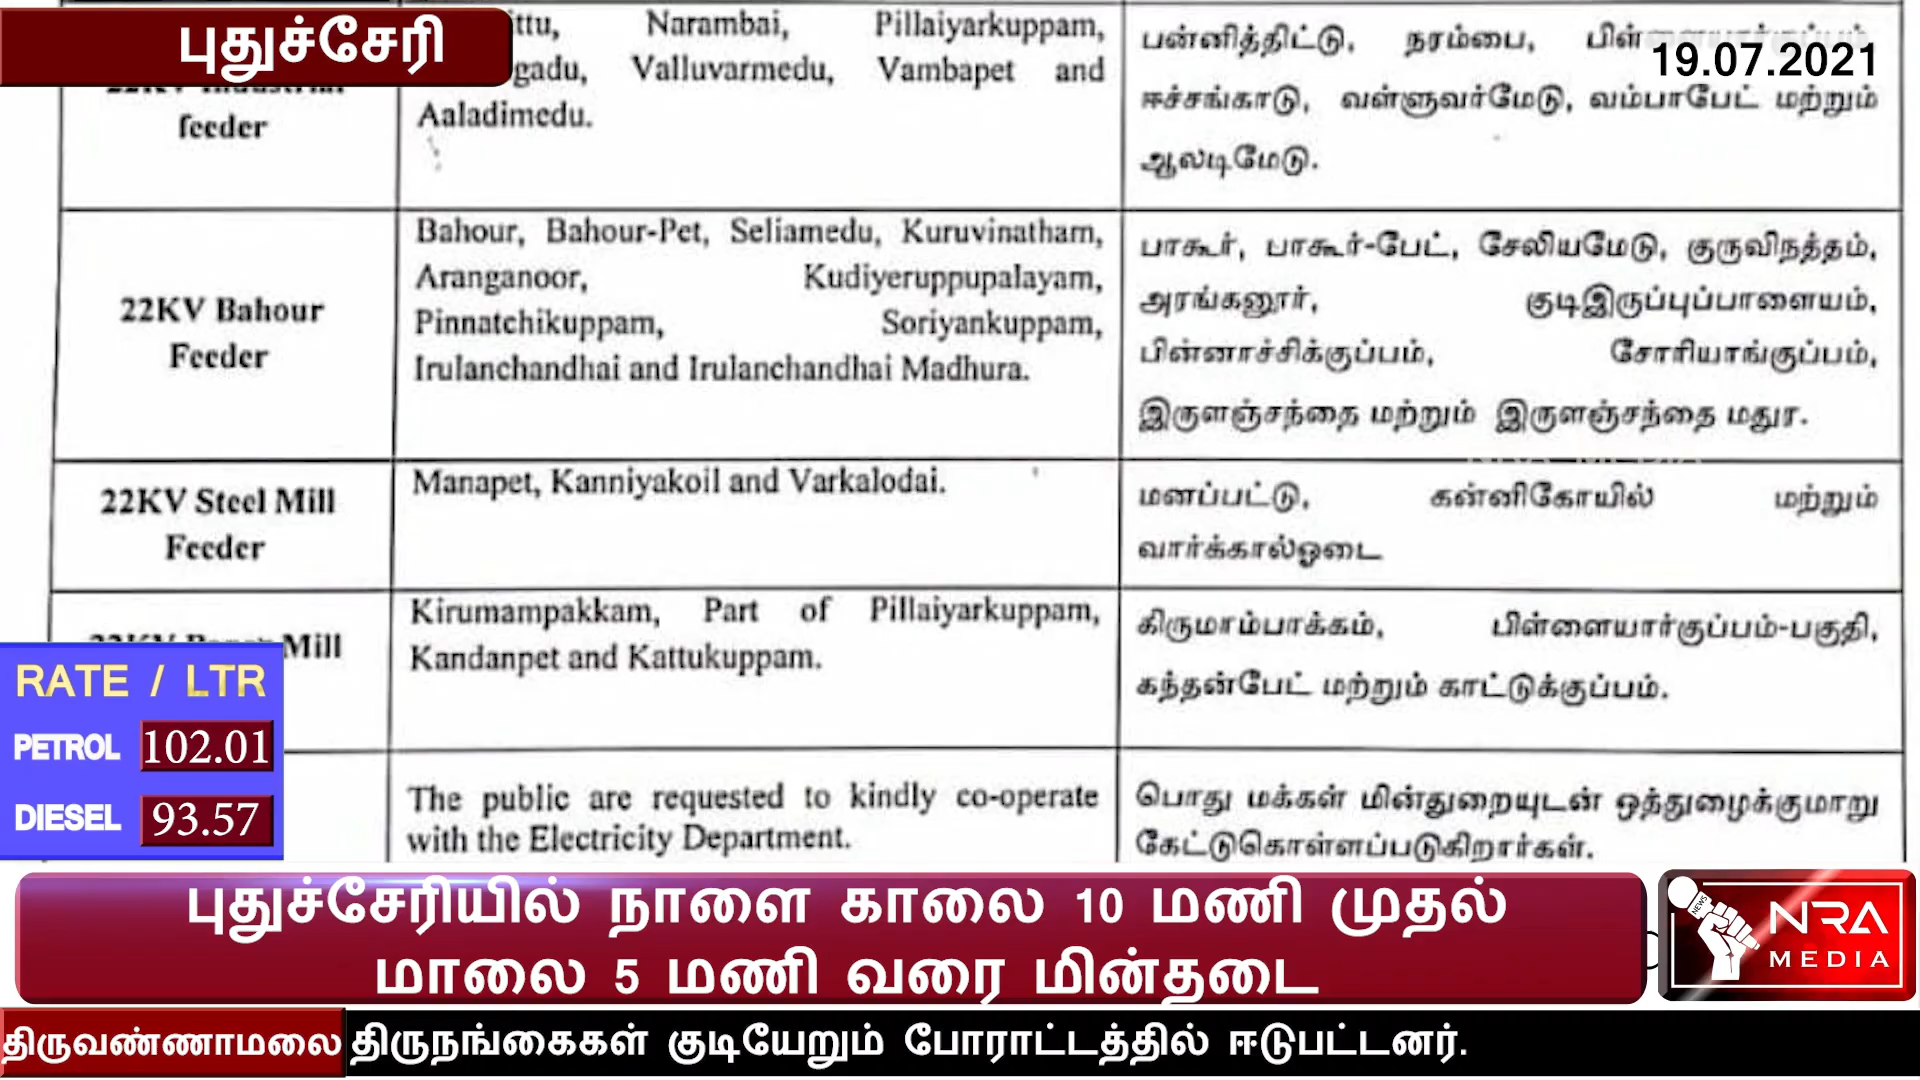 புதுச்சேரி
19.07.2021
Narambai, Pillaiyarkuppam,
Valluvarmedu, Vambapet and
Aaladimedu.
feeder
பன்னித்திட்டு, நரம்பை,
ஈச்சங்காடு, வள்ளுவர்மேடு, வம்பாபேட் மற்றும்
ஆலடிமேடு.
22KV Bahour
Feeder
Bahour, Bahour-Pet, Seliamedu, Kuruvinatham,
Aranganoor, Kudiyeruppupalayam,
Pinnatchikuppam, Soriyankuppam,
Irulanchandhai and Irulanchandhai Madhura.
பாகூர், பாகூர்-பேட், சேலியமேடு, குருவிநத்தம்,
அரங்கனூர், குடிஇருப்புப்பாளையம்,
பின்னாச்சிக்குப்பம், சோரியாங்குப்பம்,
இருளஞ்சந்தை மற்றும் இருளஞ்சந்தை மதுர.
22KV Steel Mill
Feeder
Manapet, Kanniyakoil and Varkalodai.
மனப்பட்டு, கன்னிகோயில் மற்றும்
வார்க்கால்ஓடை
Mill
Kirumampakkam, Part of Pillaiyarkuppam,
Kandanpet and Kattukuppam.
கிருமாம்பாக்கம், பிள்ளையார்குப்பம்-பகுதி,
கந்தன்பேட் மற்றும் காட்டுக்குப்பம்.
The public are requested to kindly co-operate
with the Electricity Department.
பொது மக்கள் மின்துறையுடன் ஒத்துழைக்குமாறு
கேட்டுகொள்ளப்படுகிறார்கள்.
RATE / LTR
PETROL 102.01
DIESEL 93.57
புதுச்சேரியில் நாளை காலை 10 மணி முதல்
மாலை 5 மணி வரை மின்தடை
NEWS
NRA
MEDIA
திருவண்ணாமலை திருநங்கைகள் குடியேறும் போராட்டத்தில் ஈடுபட்டனர்.